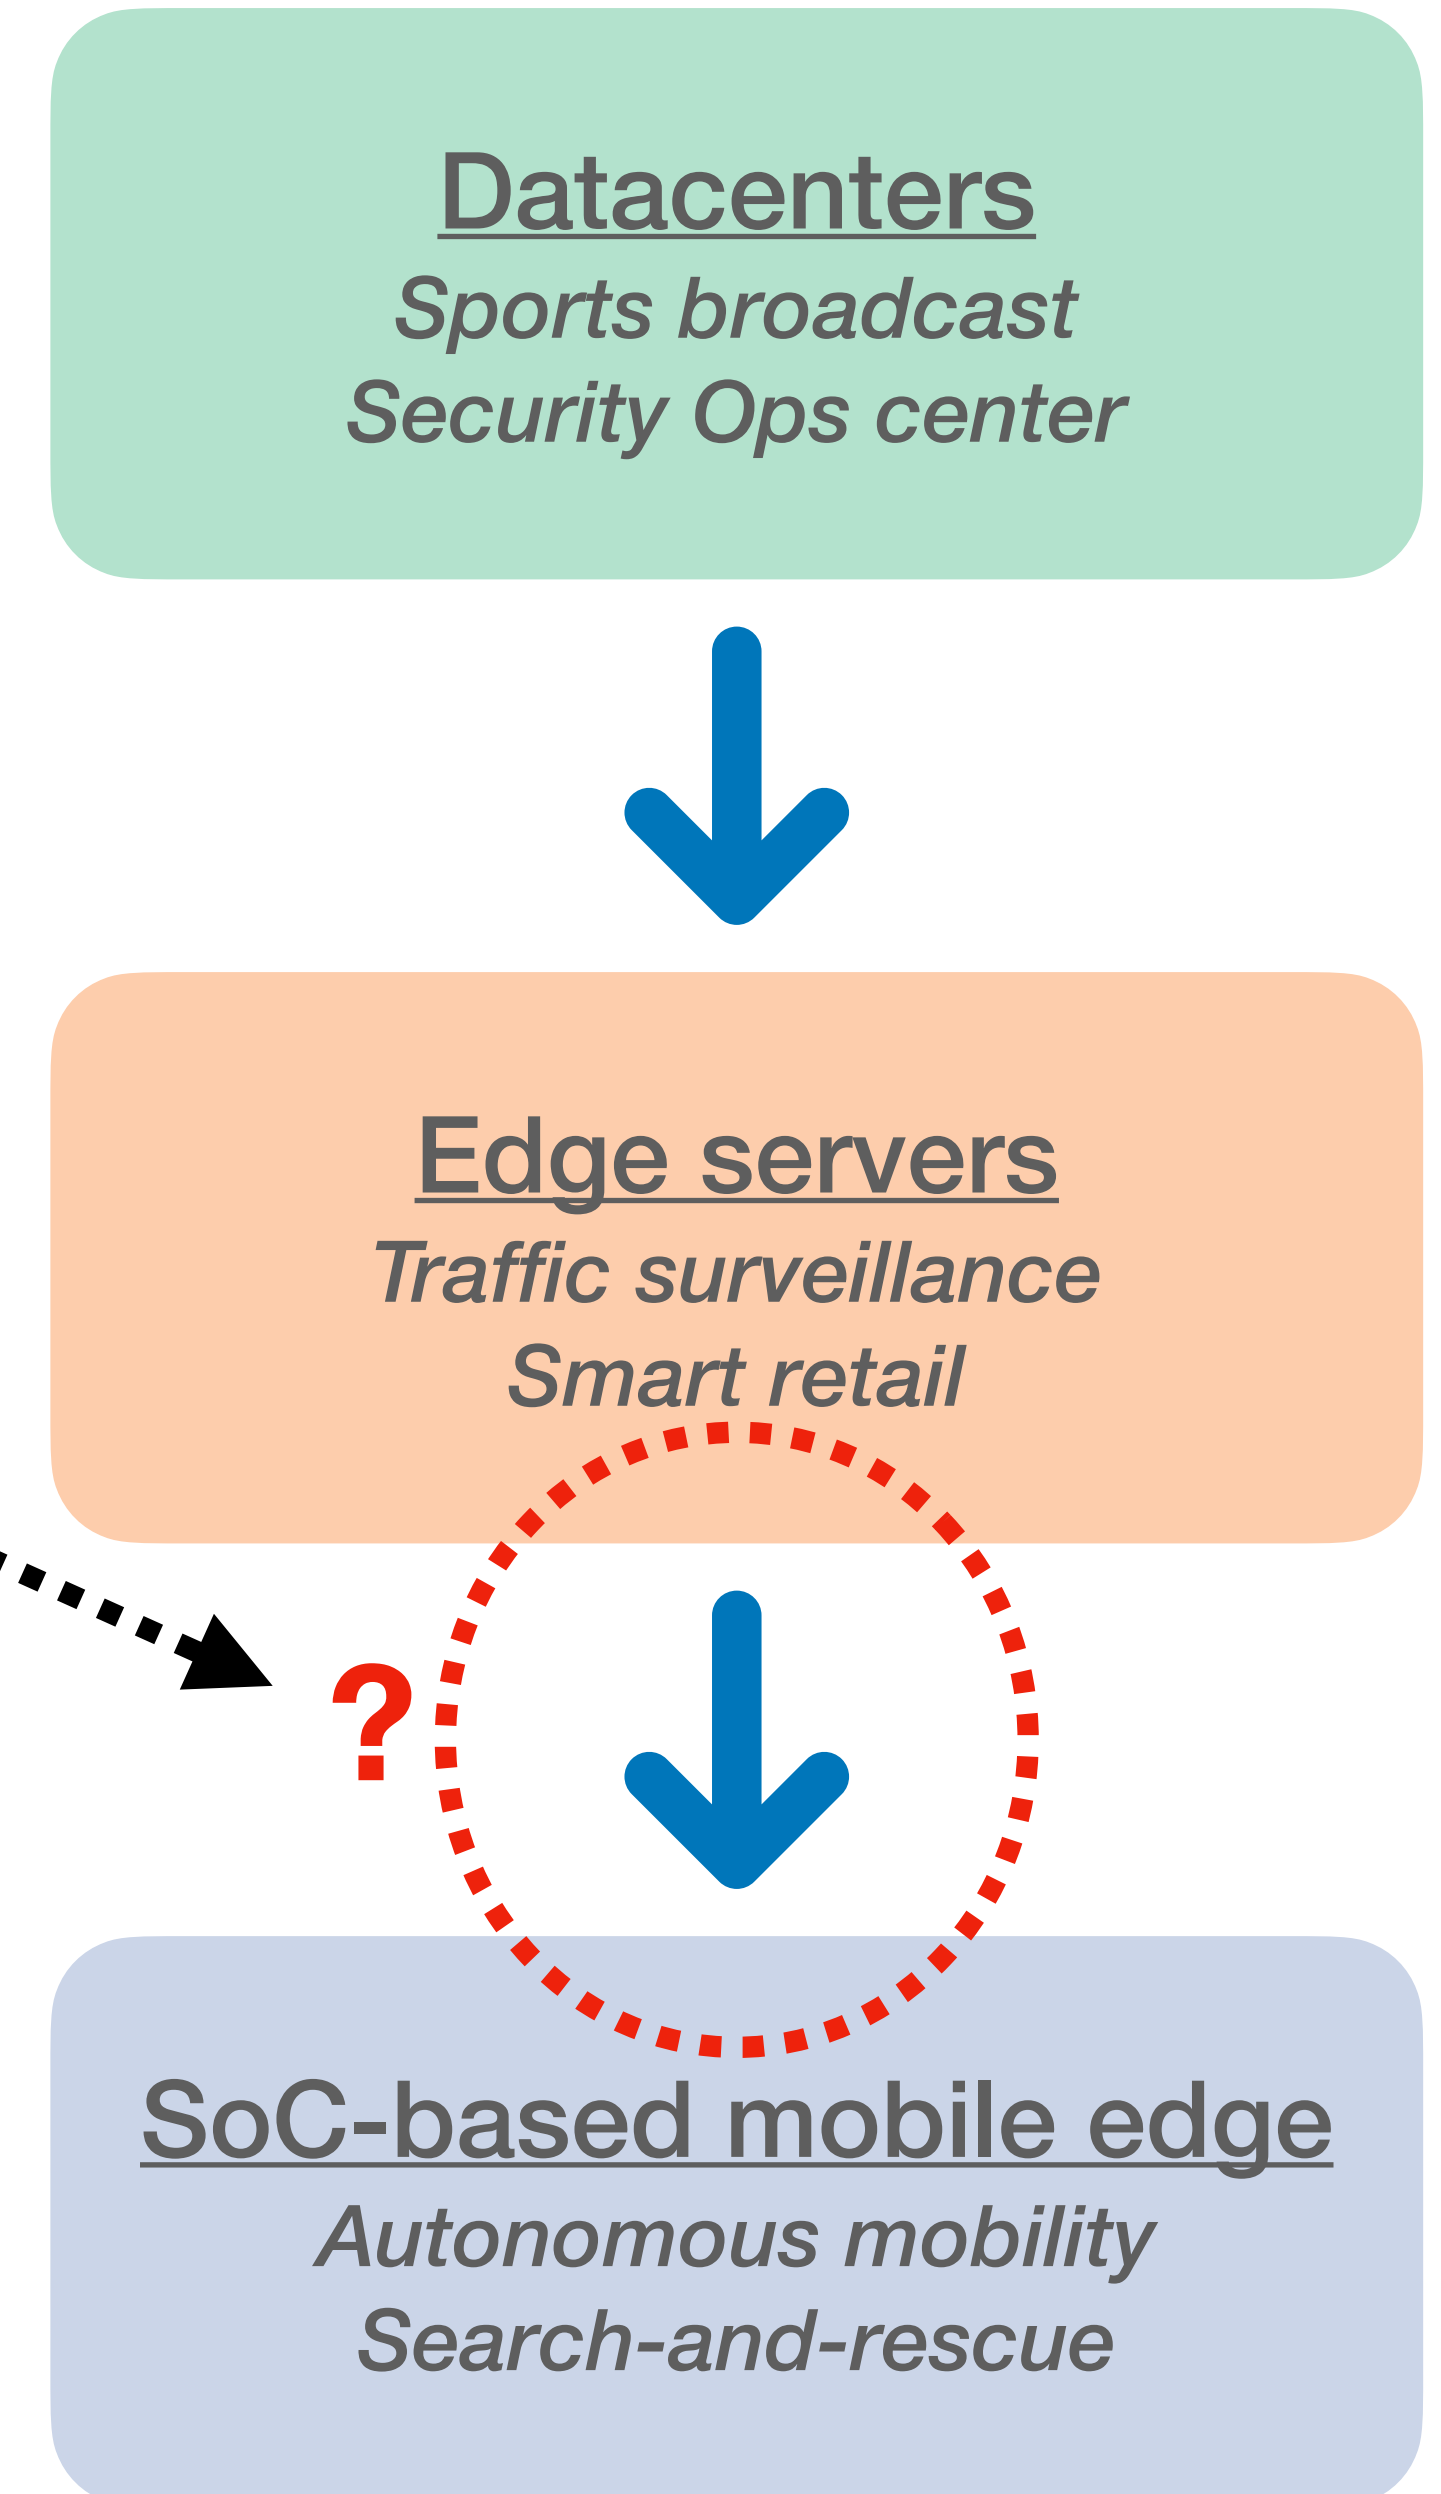 Datacenters
Sports broadcast
Security Ops center
Edge servers
Traffic surveillance
Smart retail
?
SoC-based mobile edge
Autonomous mobility
Search-and-rescue